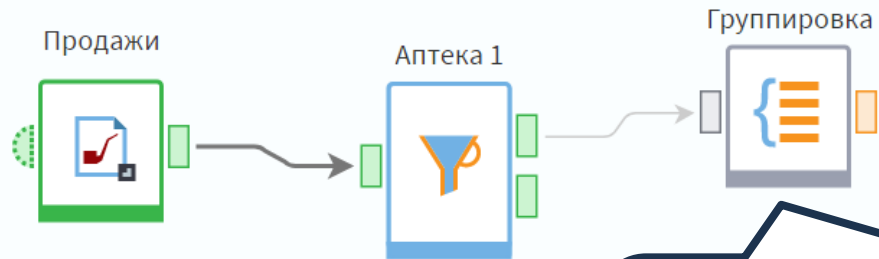 Продажи
Аптека 1
Группировка